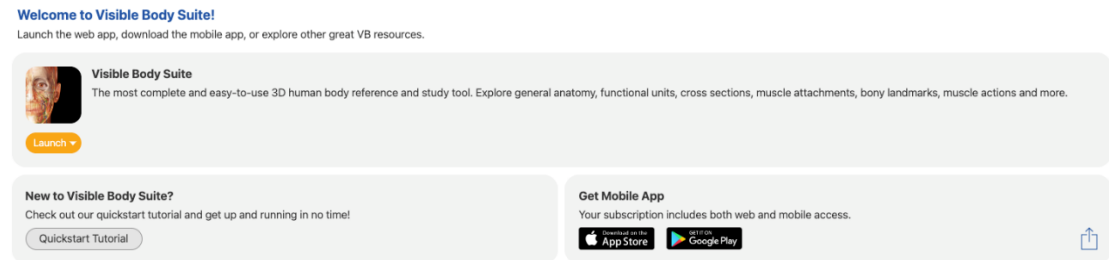 Welcome to Visible Body Suite!
Launch the web app, download the mobile app, or explore other great VB resources.
Visible Body Suite
The most complete and easy-to-use 3D human body reference and study tool. Explore general anatomy, functional units, cross sections, muscle attachments, bony landmarks, muscle actions and more.
Launch
New to Visible Body Suite?
Check out our quickstart tutorial and get up and running in no time!
Quickstart Tutorial
Get Mobile App
Your subscription includes both web and mobile access.
Download on the
App Store
GET IT ON
Google Play